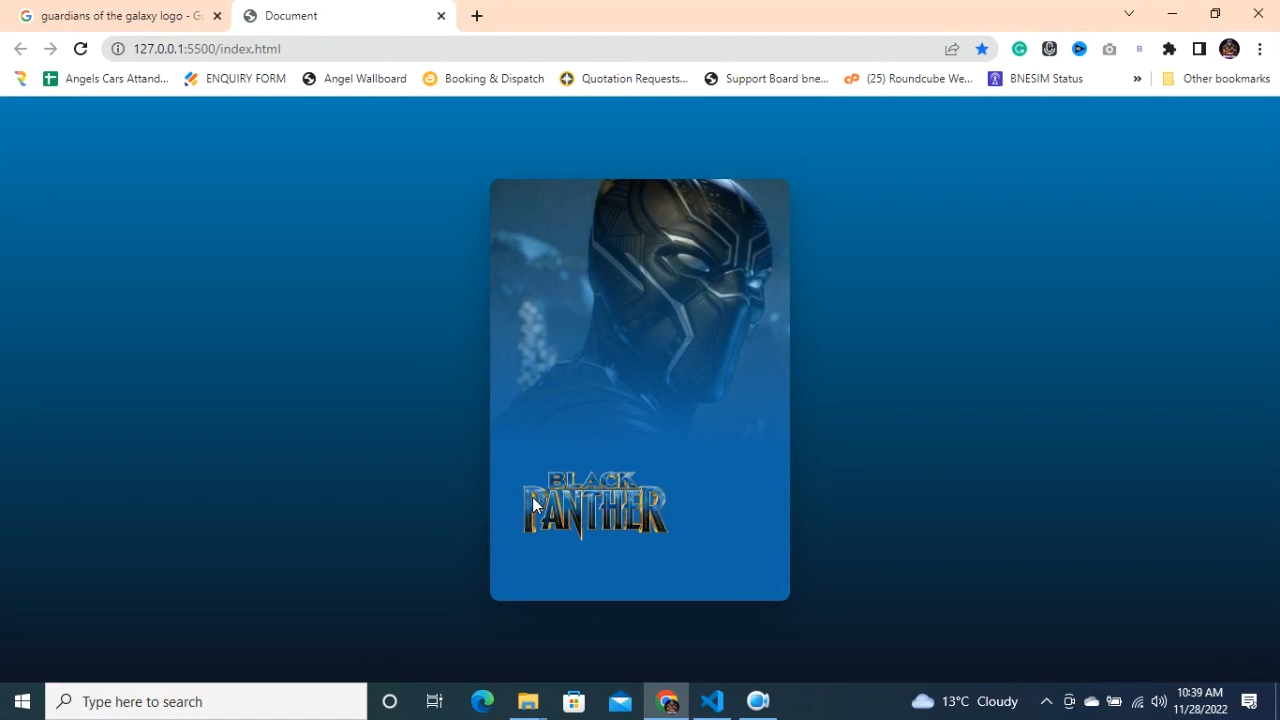 guardians of the galaxy logo - Go
Document
127.0.0.1:5500/index.html
Angels Cars Attand...
ENQUIRY FORM
Angel Wallboard
Booking & Dispatch
Quotation Requests...
Support Board bne...
(25) Roundcube We...
BNESIM Status
»
Other bookmarks
BLACK
PANTHER
Type here to search
13°C Cloudy
10:39 AM
11/28/2022